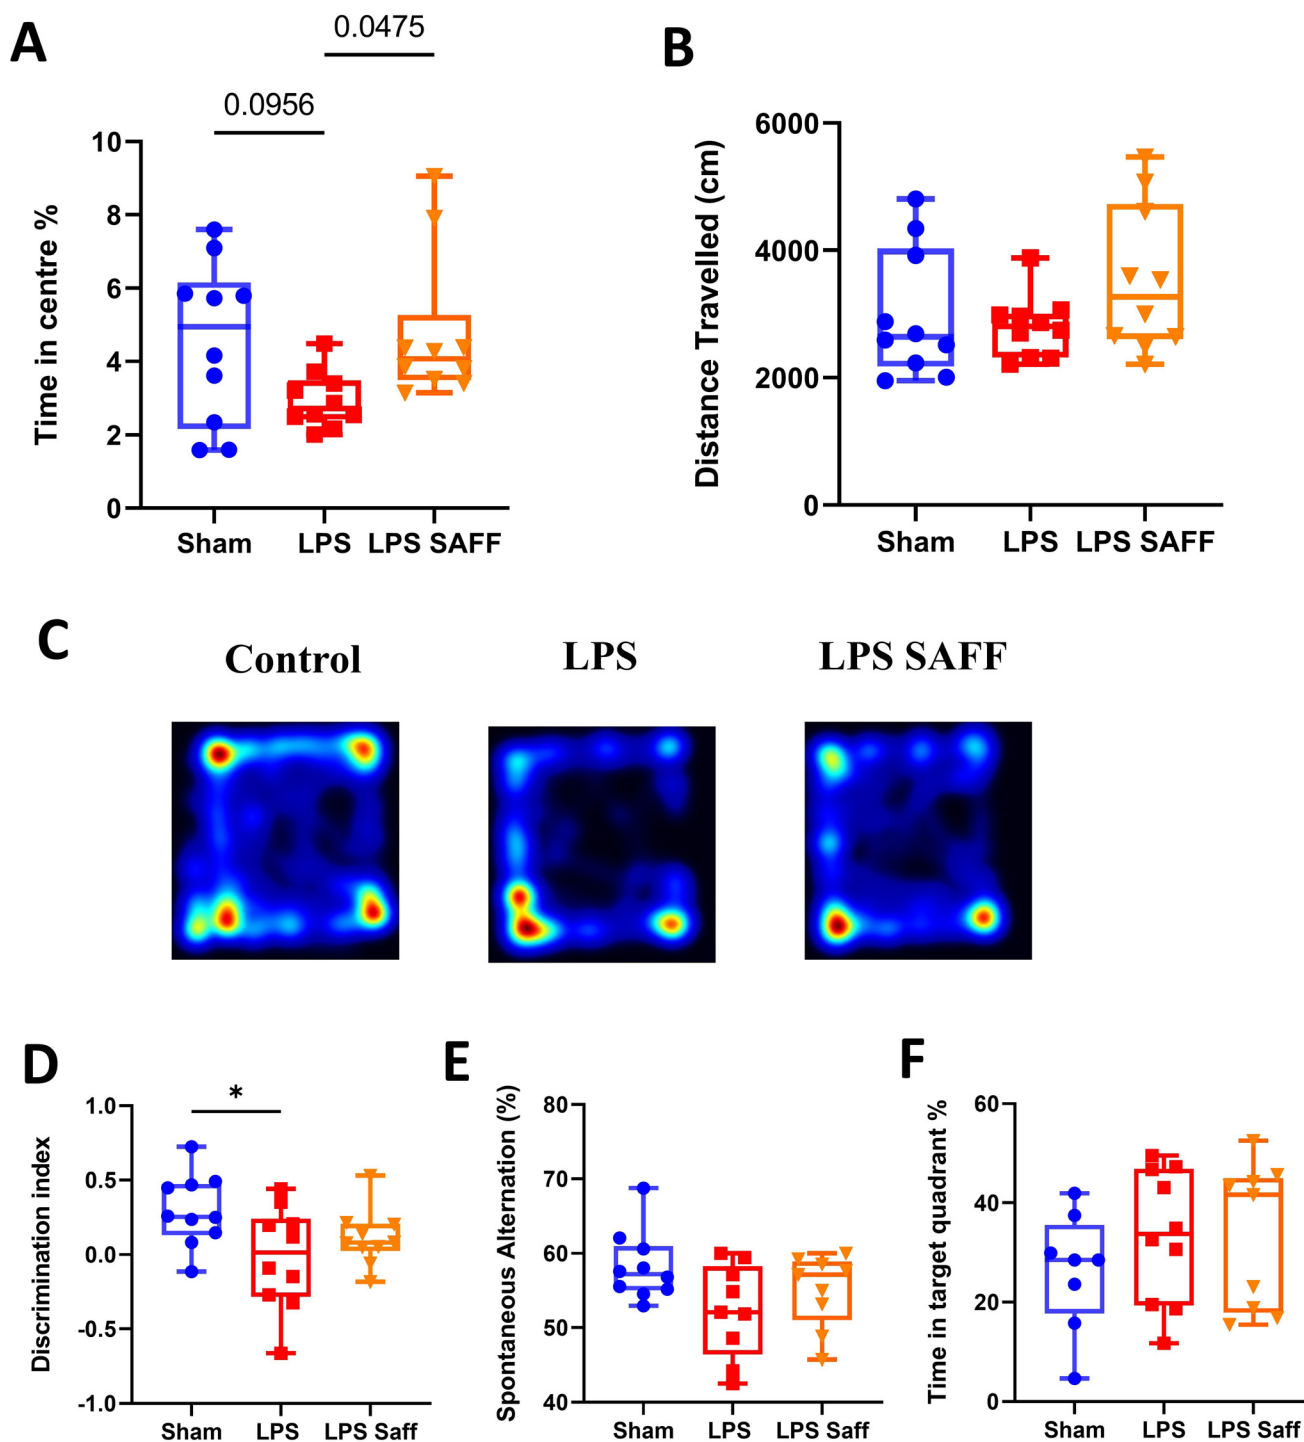 A
0.0475
0.0956
Time in centre %
10
8
6
4
2
0
Sham LPS LPS SAFF
B
Distance Travelled (cm)
6000
4000
2000
0
Sham LPS LPS SAFF
C
Control LPS LPS SAFF
D
*
Discrimination index
1.0
0.5
0.0
-0.5
-1.0
Sham LPS LPS Saff
E
Spontaneous Alternation (%)
80
70
60
50
40
Sham LPS LPS Saff
F
Time in target quadrant %
60
40
20
0
Sham LPS LPS Saff